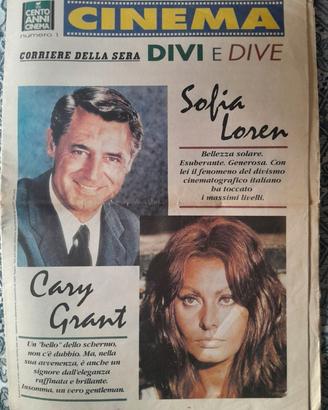 CENTO
ANNI
CINEMA
numero 1
CINEMA
CORRIERE DELLA SERA DIVI E DIVE
Sofia
Loren
Bellezza solare.
Esuberante. Generosa. Con
lei il fenomeno del divismo
cinematografico italiano
ha toccato
i massimi livelli.
Cary
Grant
Un "bello" dello schermo,
non c'è dubbio. Ma, nella
sua avvenenza, è anche un
signore dall'eleganza
raffinata e brillante.
Insomma, un vero gentleman.